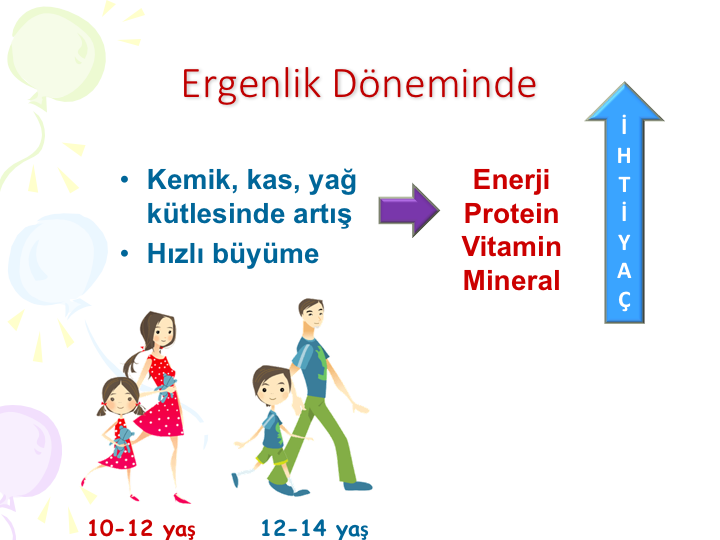 Ergenlik Döneminde
• Kemik, kas, yağ
kütlesinde artış
• Hızlı büyüme
Enerji
Protein
Vitamin
Mineral
İ
H
T
İ
Y
A
Ç
10-12 yaş
12-14 yaş